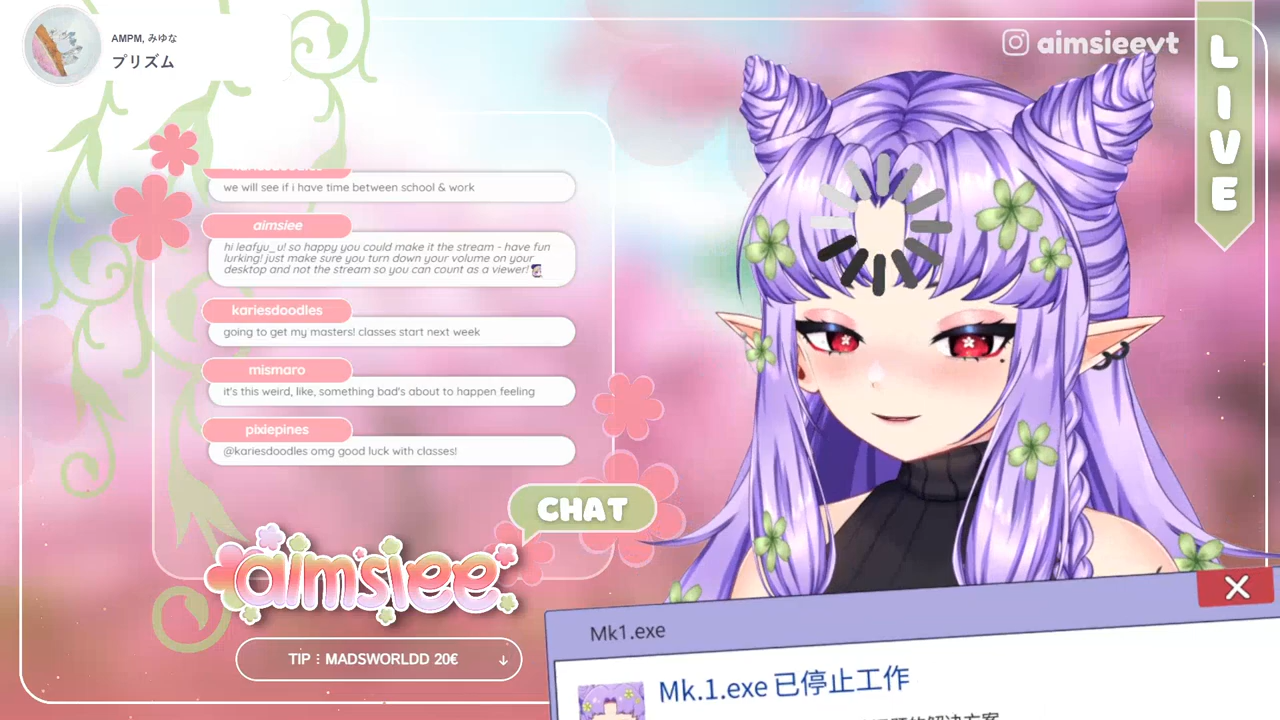 AMPM, みゆな
プリズム
aimsieevt
LIVE
we will see if i have time between school & work
aimsiee
hi leafyu_u! so happy you could make it the stream - have fun
lurking! just make sure you turn down your volume on your
desktop and not the stream so you can count as a viewer!
kariesdoodles
going to get my masters! classes start next week
mismaro
it's this weird, like, something bad's about to happen feeling
pixiepines
@kariesdoodles omg good luck with classes!
CHAT
aimsiee
TIP : MADSWORLDD 20€ ↓
Mk1.exe
Mk.1.exe 已停止工作
的解决方案